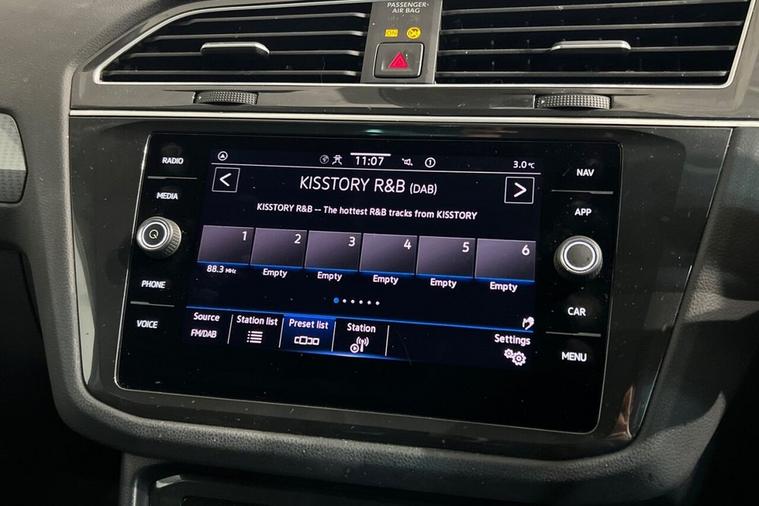 PASSENGER
AIR BAG
ON
RADIO
MEDIA
PHONE
VOICE
11:07
1
3.0 °C
KISSTORY R&B (DAB)
KISSTORY R&B -- The hottest R&B tracks from KISSTORY
1 2 3 4 5 6
88.3 MHz Empty Empty Empty Empty Empty
Source Station list Preset list Station Settings
FM/DAB
NAV
APP
CAR
MENU